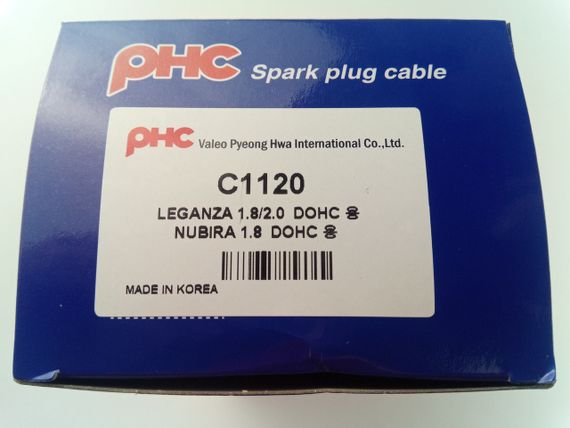 PHC Spark plug cable
PHC Valeo Pyeong Hwa International Co.,Ltd.
C1120
LEGANZA 1.8/2.0 DOHC 용
NUBIRA 1.8 DOHC 용
MADE IN KOREA